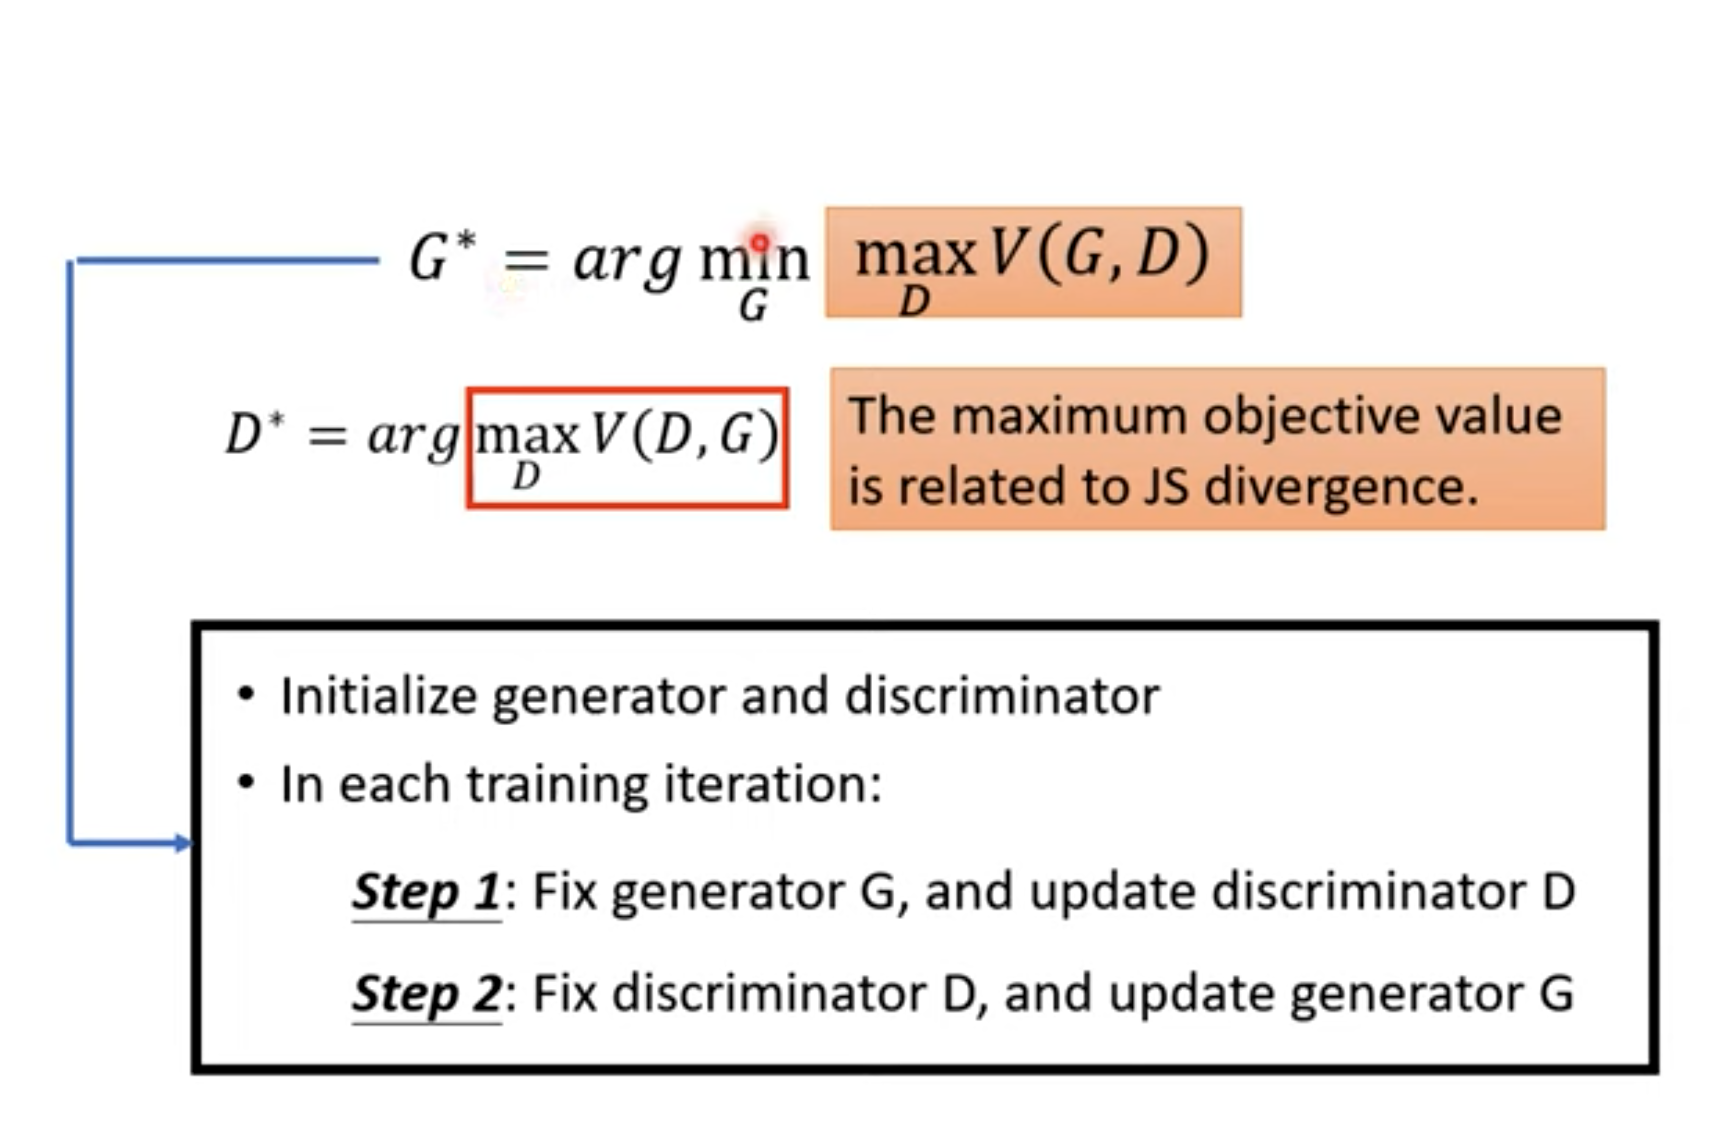 G* = arg min_G max_D V(G, D)
D* = arg max_D V(D, G)
The maximum objective value
is related to JS divergence.
• Initialize generator and discriminator
• In each training iteration:
Step 1: Fix generator G, and update discriminator D
Step 2: Fix discriminator D, and update generator G